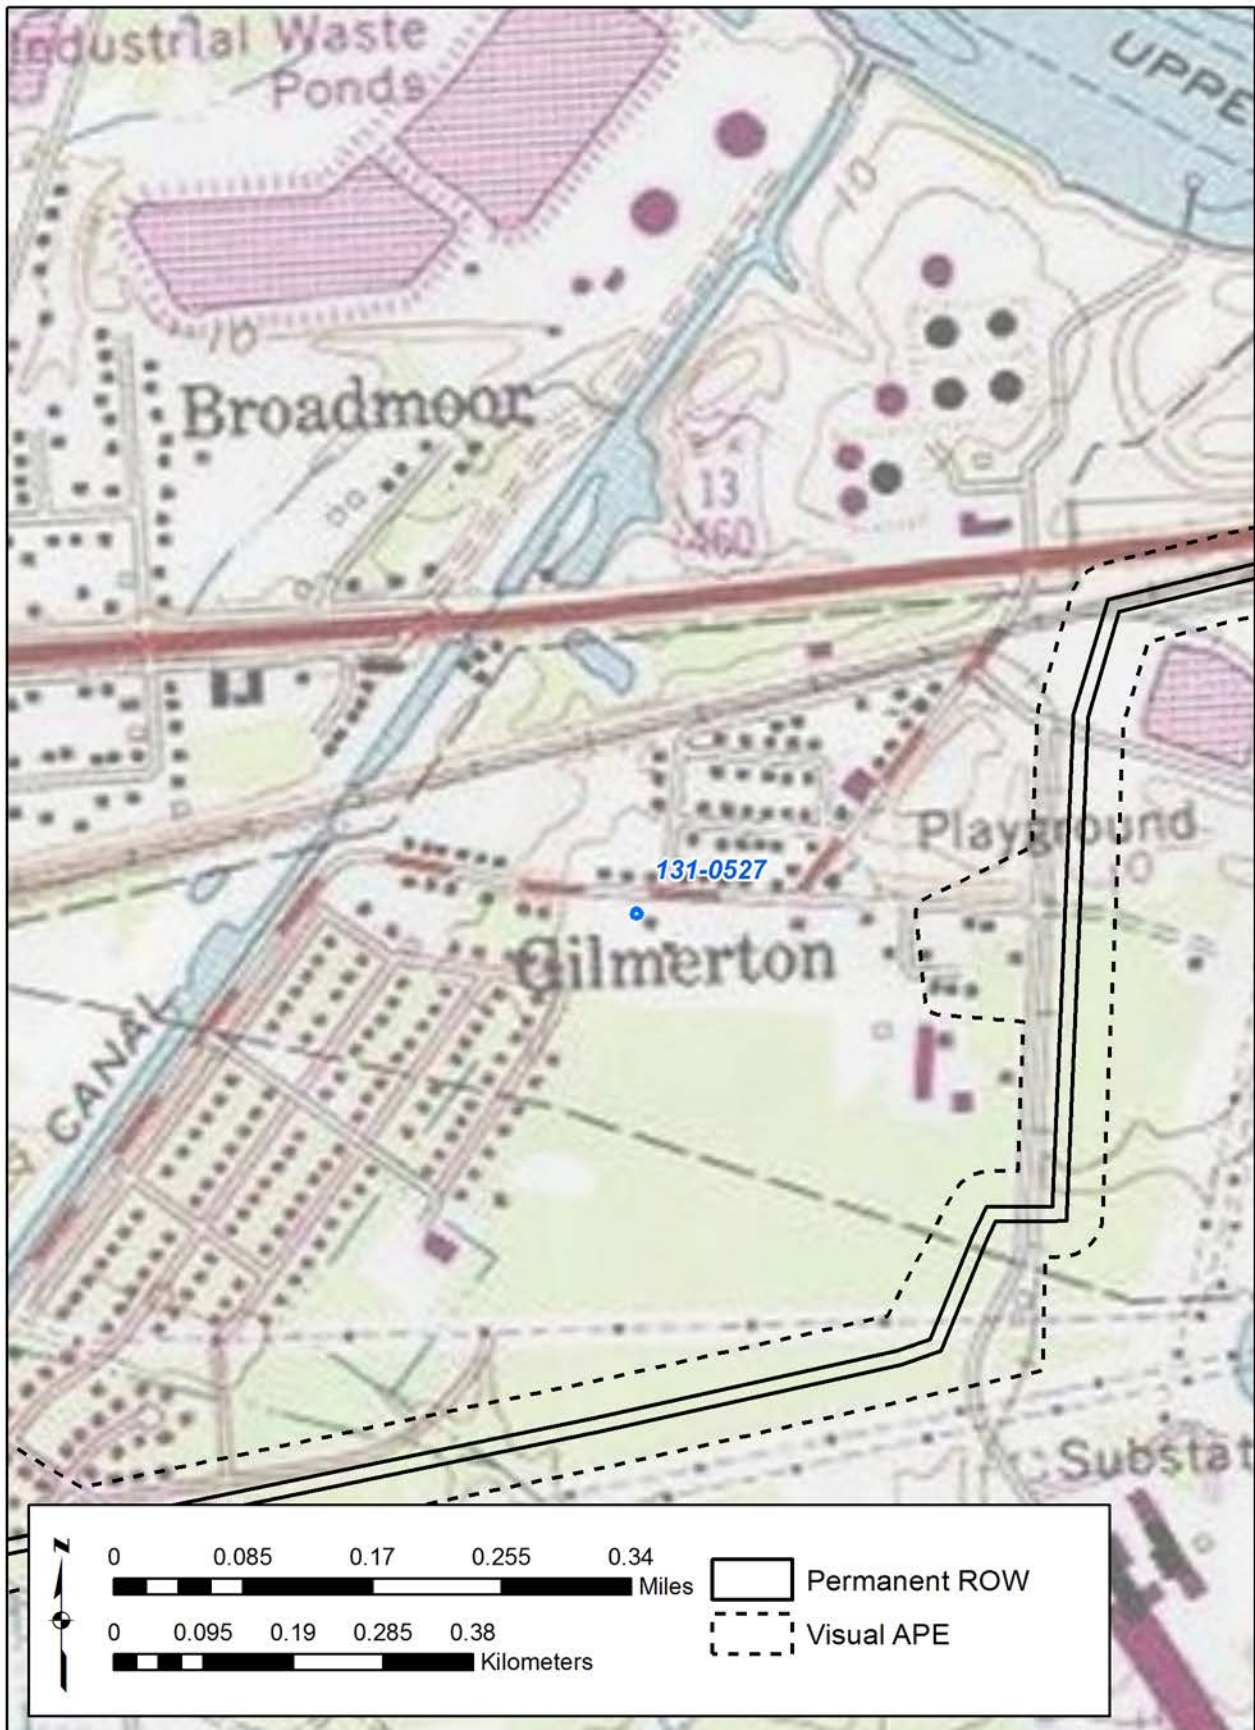 Industrial Waste
Ponds
UPPE
10
10
Broadmoor
13
460
Playground
131-0527
0
Gilmerton
CANAL
Substat
N
0 0.085 0.17 0.255 0.34
Miles
0 0.095 0.19 0.285 0.38
Kilometers
Permanent ROW
Visual APE